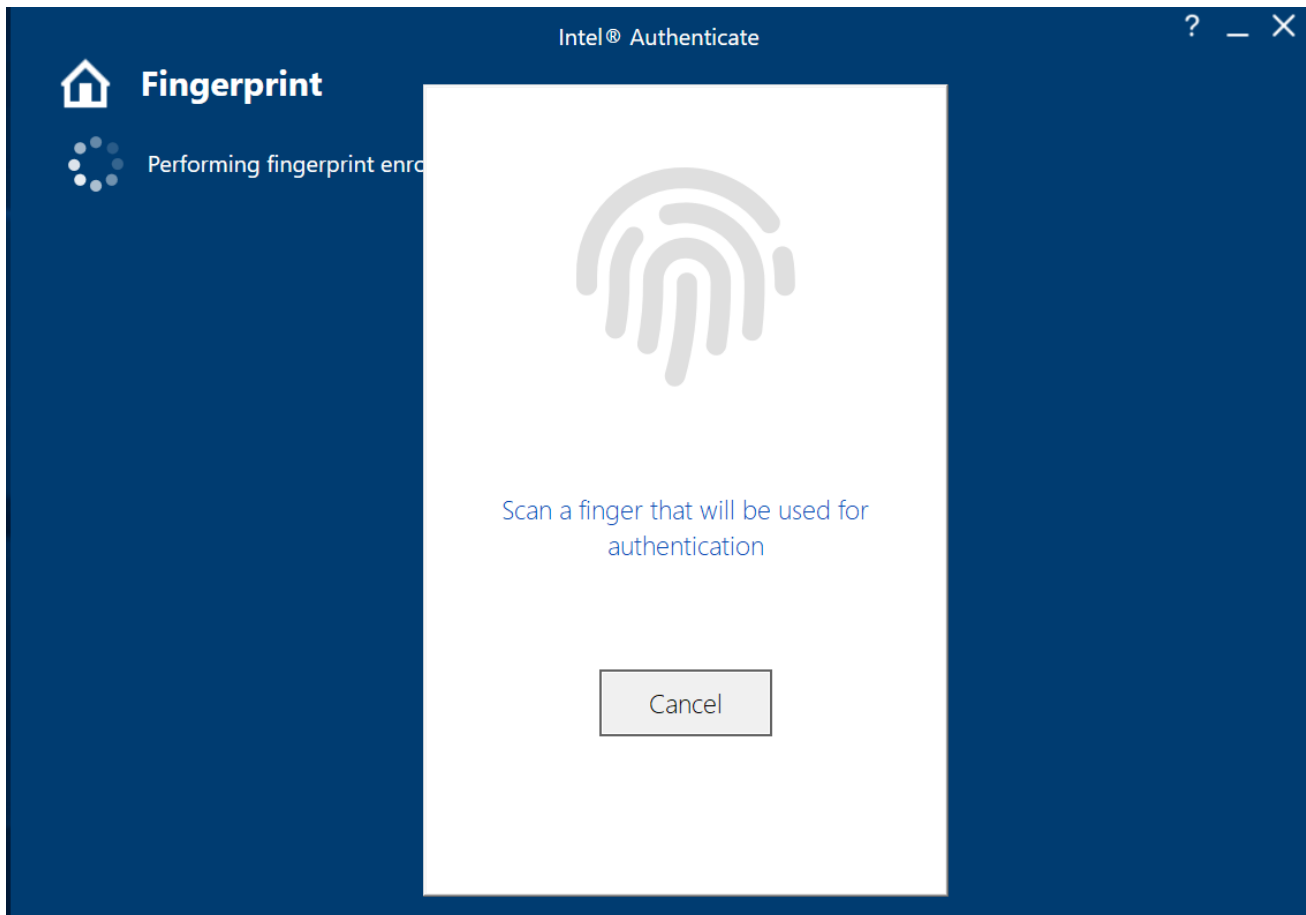 Intel® Authenticate
?
Fingerprint
Performing fingerprint enro
Scan a finger that will be used for
authentication
Cancel